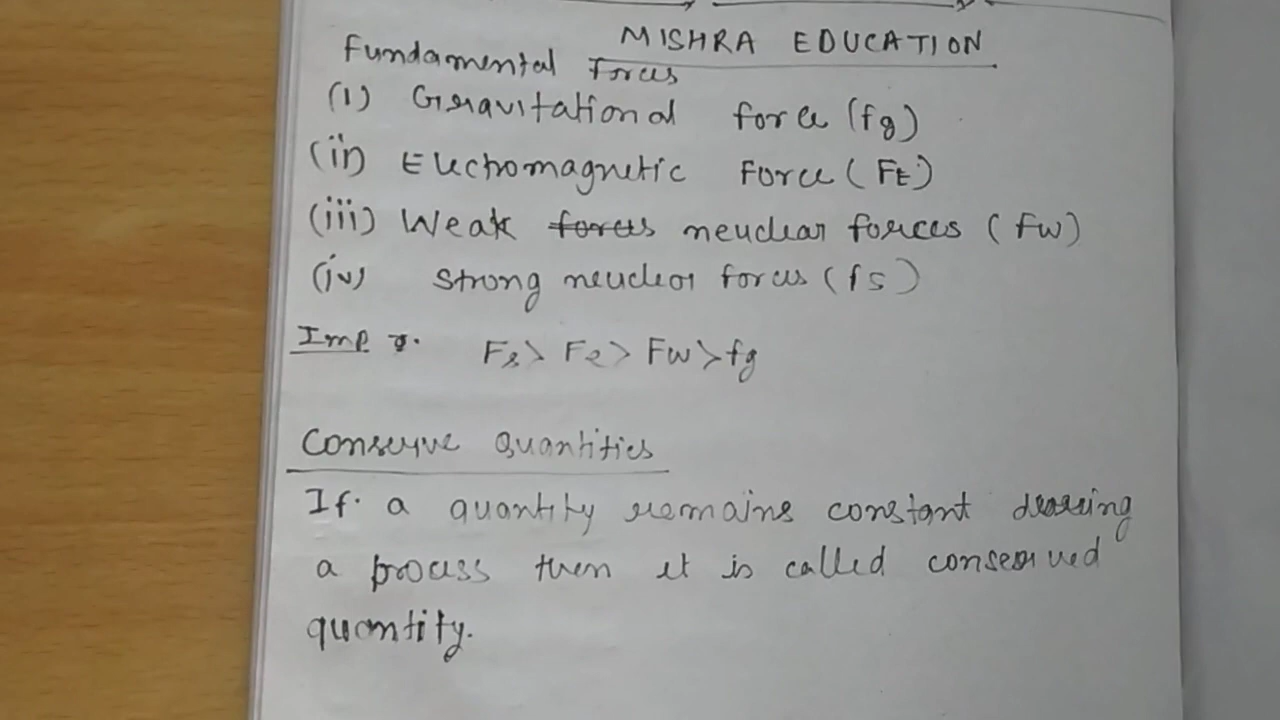 MISHRA EDUCATION
Fundamental Forces
(i) Gravitational force (fg)
(ii) Electromagnetic Force (FE)
(iii) Weak forces neuclear forces (fw)
(iv) Strong neuclear forces (fs)
Imp Fs > Fe > Fw > fg
Conserve Quantities
If a quantity remains constant during
a process then it is called conserved
quantity.